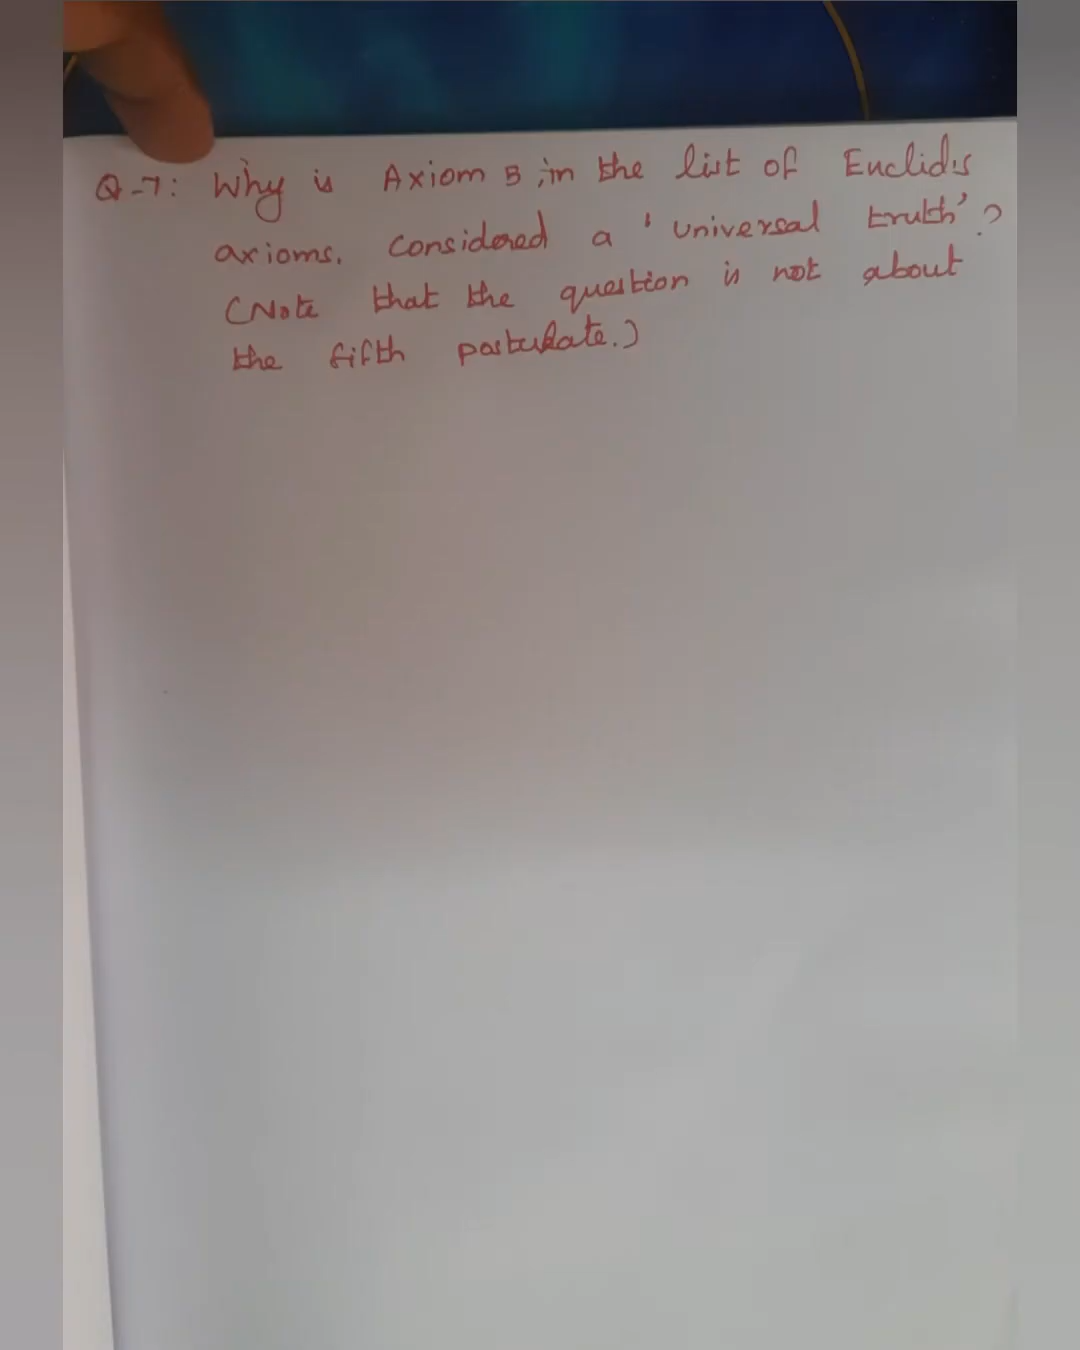 Q-7: Why is Axiom 5, in the list of Euclid's
axioms, considered a 'universal truth'?
(Note that the question is not about
the fifth postulate.)